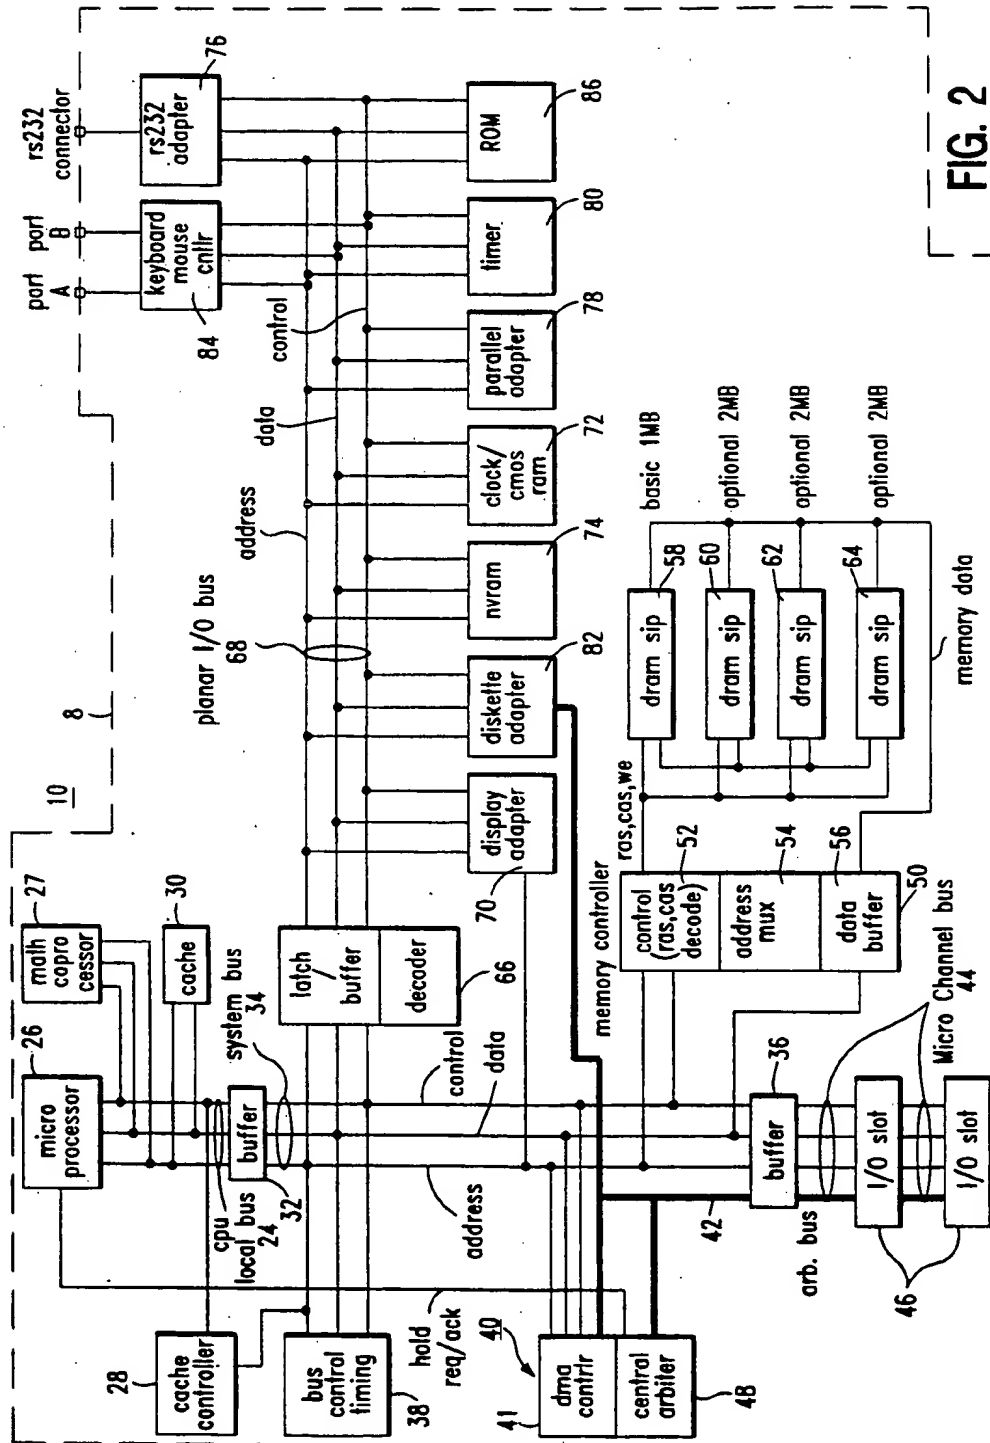 FIG. 2
10
8
rs232
connector
port
B
port
A
rs232
adapter
76
keyboard
mouse
cntlr
84
ROM
86
timer
80
parallel
adapter
78
clock/
cmos
ram
72
nvram
74
diskette
adapter
82
display
adapter
70
control
data
address
planar I/O bus
68
latch
buffer
decoder
66
math
copro
cessor
27
cache
30
micro
processor
26
cpu
local bus
24
buffer
32
system bus
34
control
data
address
cache
controller
28
bus
control
timing
38
hold
req/ack
40
dma
contrlr
41
central
arbiter
48
arb. bus
42
buffer
36
Micro Channel bus
44
I/O slot
I/O slot
46
memory controller
control
(ras,cas
decode)
52
address
mux
54
data
buffer
56
50
ras,cas,we
dram sip
58
dram sip
60
dram sip
62
dram sip
64
basic 1MB
optional 2MB
optional 2MB
optional 2MB
memory data